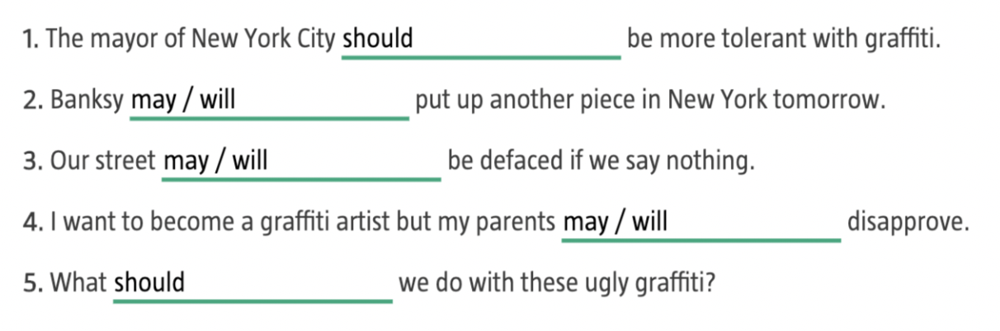 1. The mayor of New York City should be more tolerant with graffiti.
2. Banksy may / will put up another piece in New York tomorrow.
3. Our street may / will be defaced if we say nothing.
4. I want to become a graffiti artist but my parents may / will disapprove.
5. What should we do with these ugly graffiti?